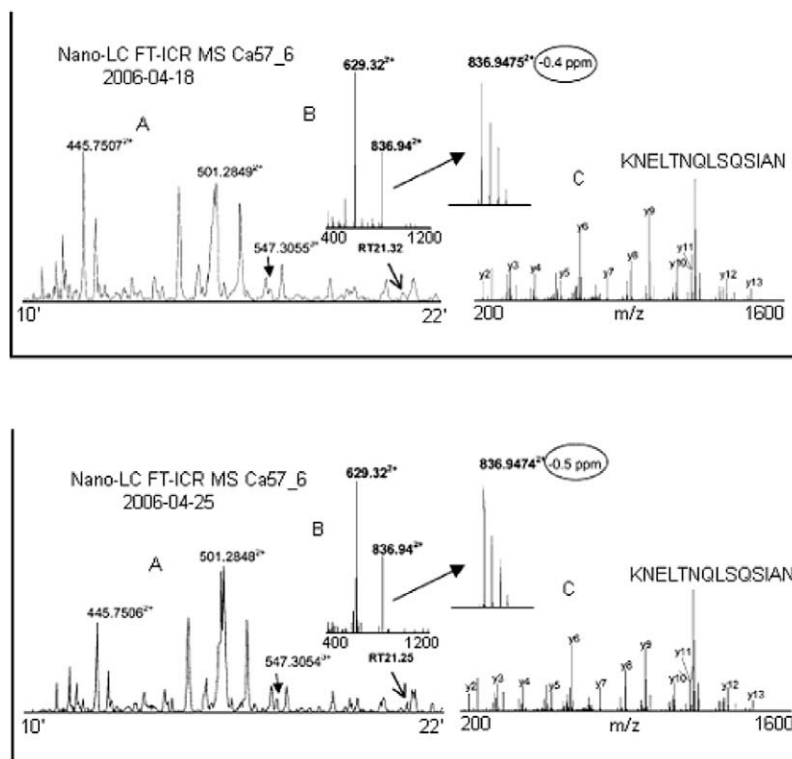 Nano-LC FT-ICR MS Ca57_6
2006-04-18
A
445.7507²⁺
501.2849²⁺
547.3055²⁺
10'
22'
B
629.32²⁺
836.94²⁺
400
1200
RT21.32
836.9475²⁺
-0.4 ppm
C
KNELTNQLSQSIAN
y2
y3
y4
y5
y6
y7
y8
y9
y10
y11
y12
y13
200
m/z
1600
Nano-LC FT-ICR MS Ca57_6
2006-04-25
A
445.7506²⁺
501.2848²⁺
547.3054²⁺
10'
22'
B
629.32²⁺
836.94²⁺
400
1200
RT21.25
836.9474²⁺
-0.5 ppm
C
KNELTNQLSQSIAN
y2
y3
y4
y5
y6
y7
y8
y9
y10
y11
y12
y13
200
m/z
1600